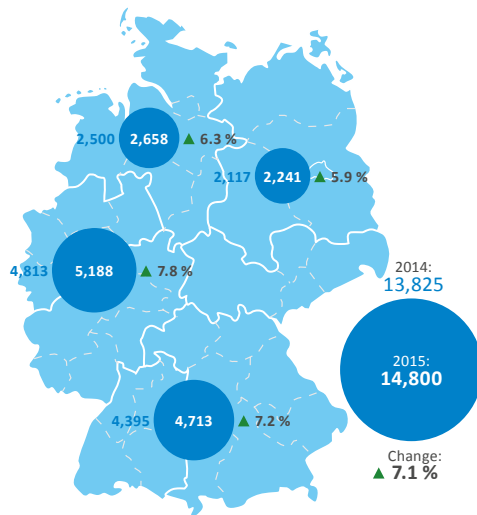 2,500 2,658 ▲ 6.3 %
2,117 2,241 ▲ 5.9 %
4,813 5,188 ▲ 7.8 %
2014:
13,825
2015:
14,800
4,395 4,713 ▲ 7.2 %
Change:
▲ 7.1 %